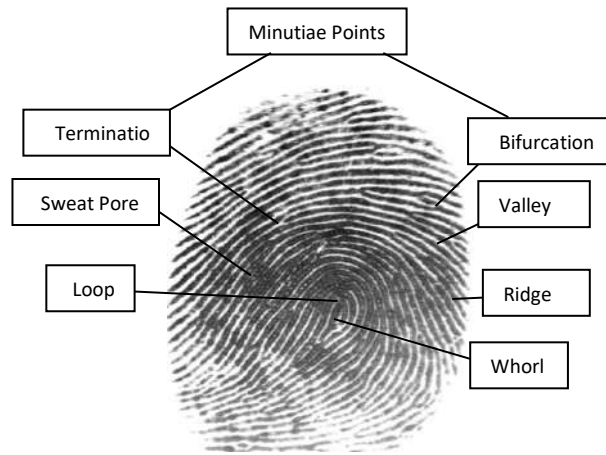 Minutiae Points
Terminatio
Bifurcation
Sweat Pore
Valley
Loop
Ridge
Whorl